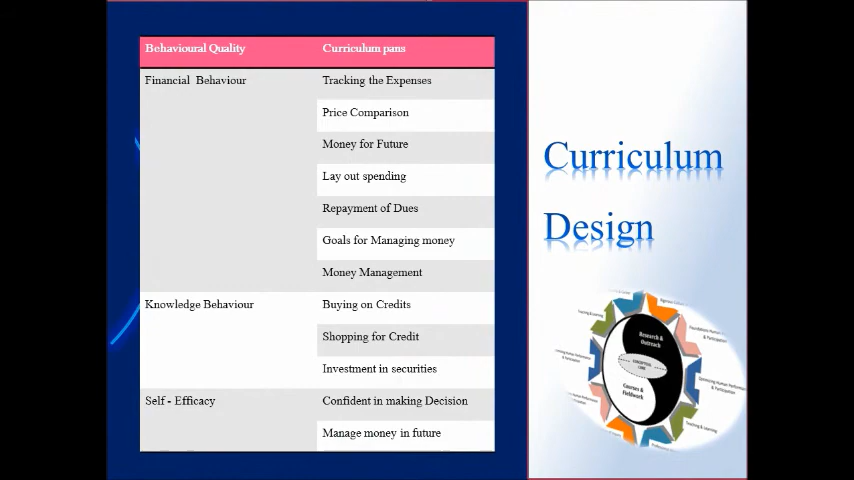 Behavioural Quality Curriculum pans
Financial Behaviour Tracking the Expenses
Price Comparison
Money for Future
Lay out spending
Repayment of Dues
Goals for Managing money
Money Management
Knowledge Behaviour Buying on Credits
Shopping for Credit
Investment in securities
Self - Efficacy Confident in making Decision
Manage money in future
Curriculum
Design
Research &
Outreach
Courses &
Fieldwork
Teaching & Learning